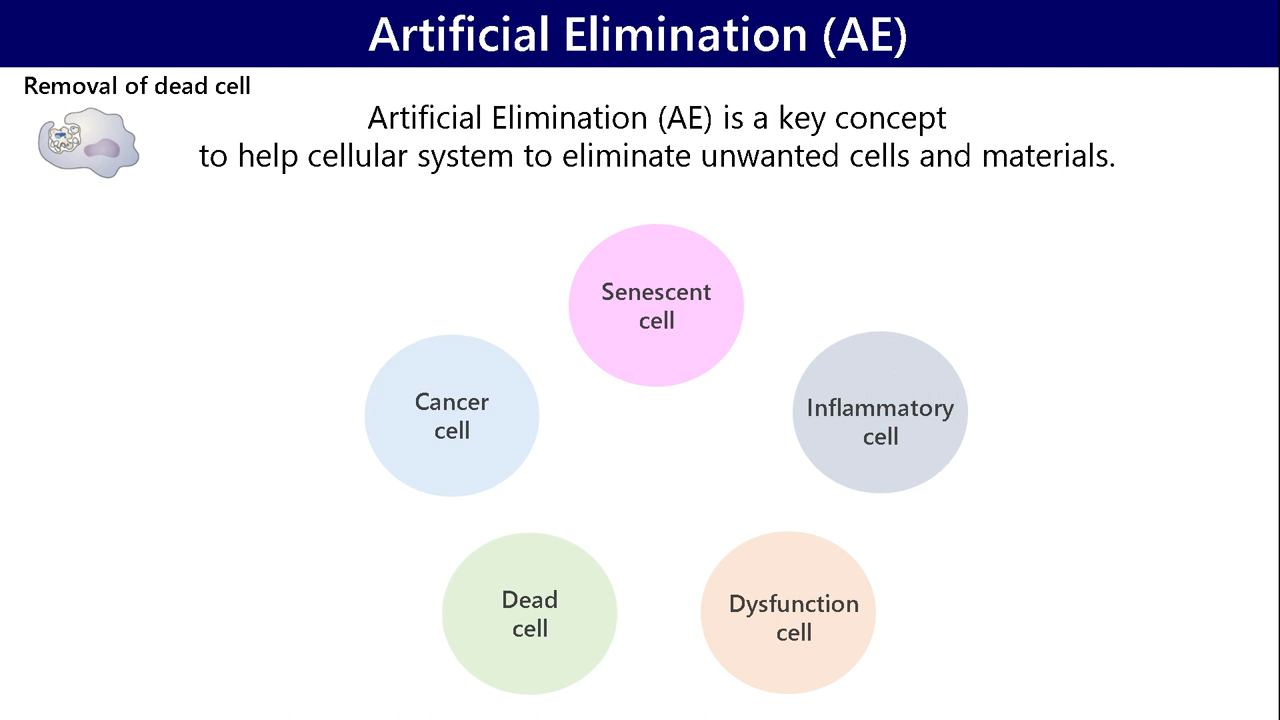 Artificial Elimination (AE)
Removal of dead cell
Artificial Elimination (AE) is a key concept
to help cellular system to eliminate unwanted cells and materials.
Senescent
cell
Cancer
cell
Inflammatory
cell
Dead
cell
Dysfunction
cell